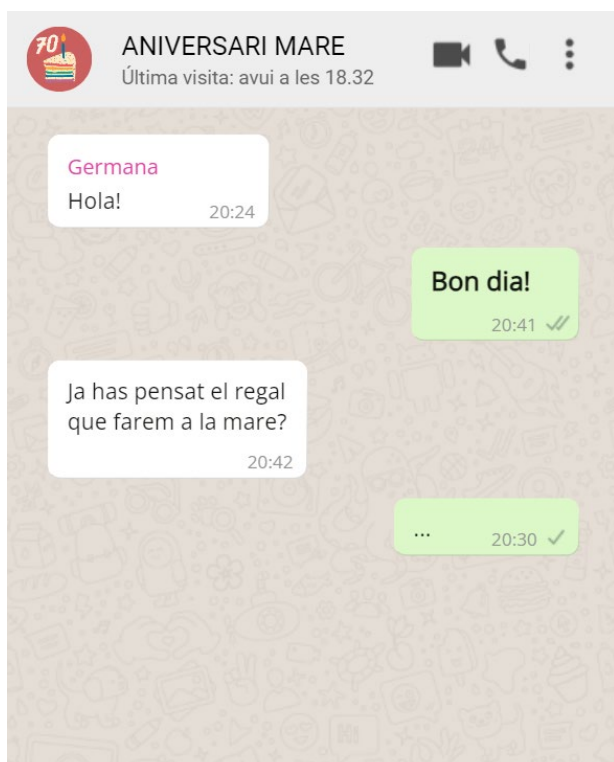 70
ANIVERSARI MARE
Última visita: avui a les 18.32
Germana
Hola!
20:24
Bon dia!
20:41
Ja has pensat el regal
que farem a la mare?
20:42
...
20:30